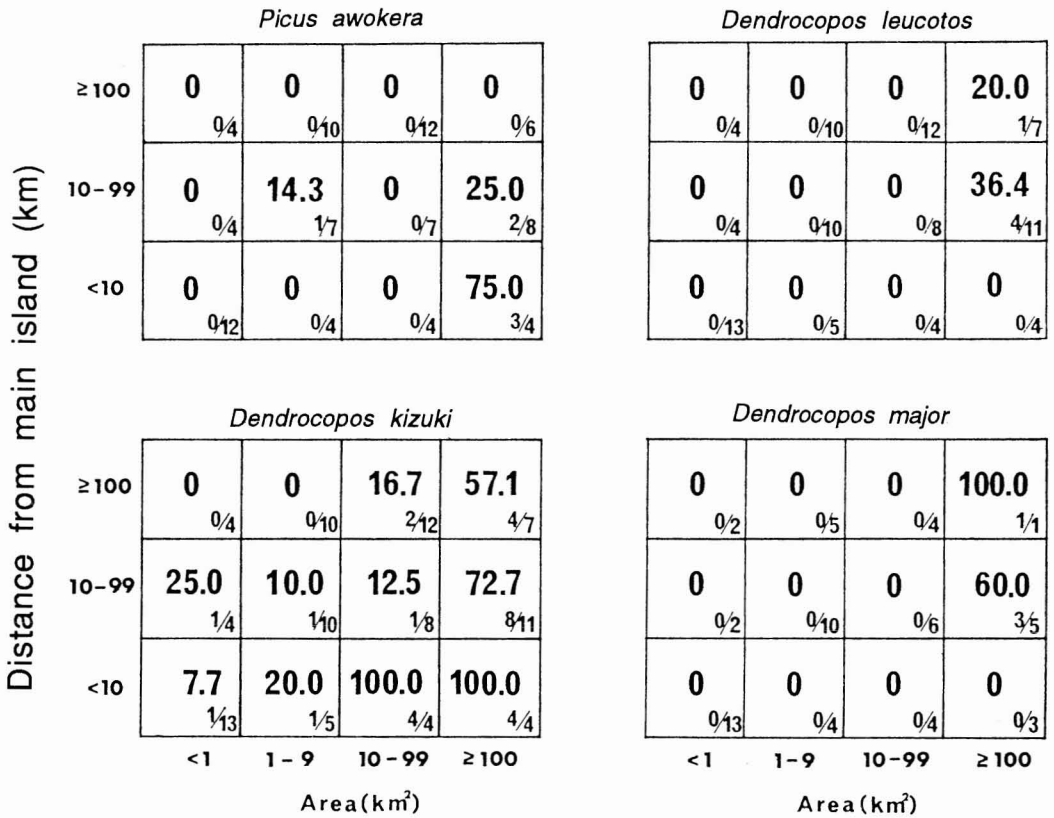 Picus awokera
≥100 0 0 0 0
0/4 0/10 0/12 0/6
10-99 0 14.3 0 25.0
0/4 1/7 0/7 2/8
<10 0 0 0 75.0
0/12 0/4 0/4 3/4
Dendrocopos leucotos
0 0 0 20.0
0/4 0/10 0/12 1/7
0 0 0 36.4
0/4 0/10 0/8 4/11
0 0 0 0
0/13 0/5 0/4 0/4
Distance from main island (km)
Dendrocopos kizuki
≥100 0 0 16.7 57.1
0/4 0/10 2/12 4/7
10-99 25.0 10.0 12.5 72.7
1/4 1/10 1/8 8/11
<10 7.7 20.0 100.0 100.0
1/13 1/5 4/4 4/4
<1 1-9 10-99 ≥100
Area(km²)
Dendrocopos major
0 0 0 100.0
0/2 0/5 0/4 1/1
0 0 0 60.0
0/2 0/10 0/6 3/5
0 0 0 0
0/13 0/4 0/4 0/3
<1 1-9 10-99 ≥100
Area(km²)